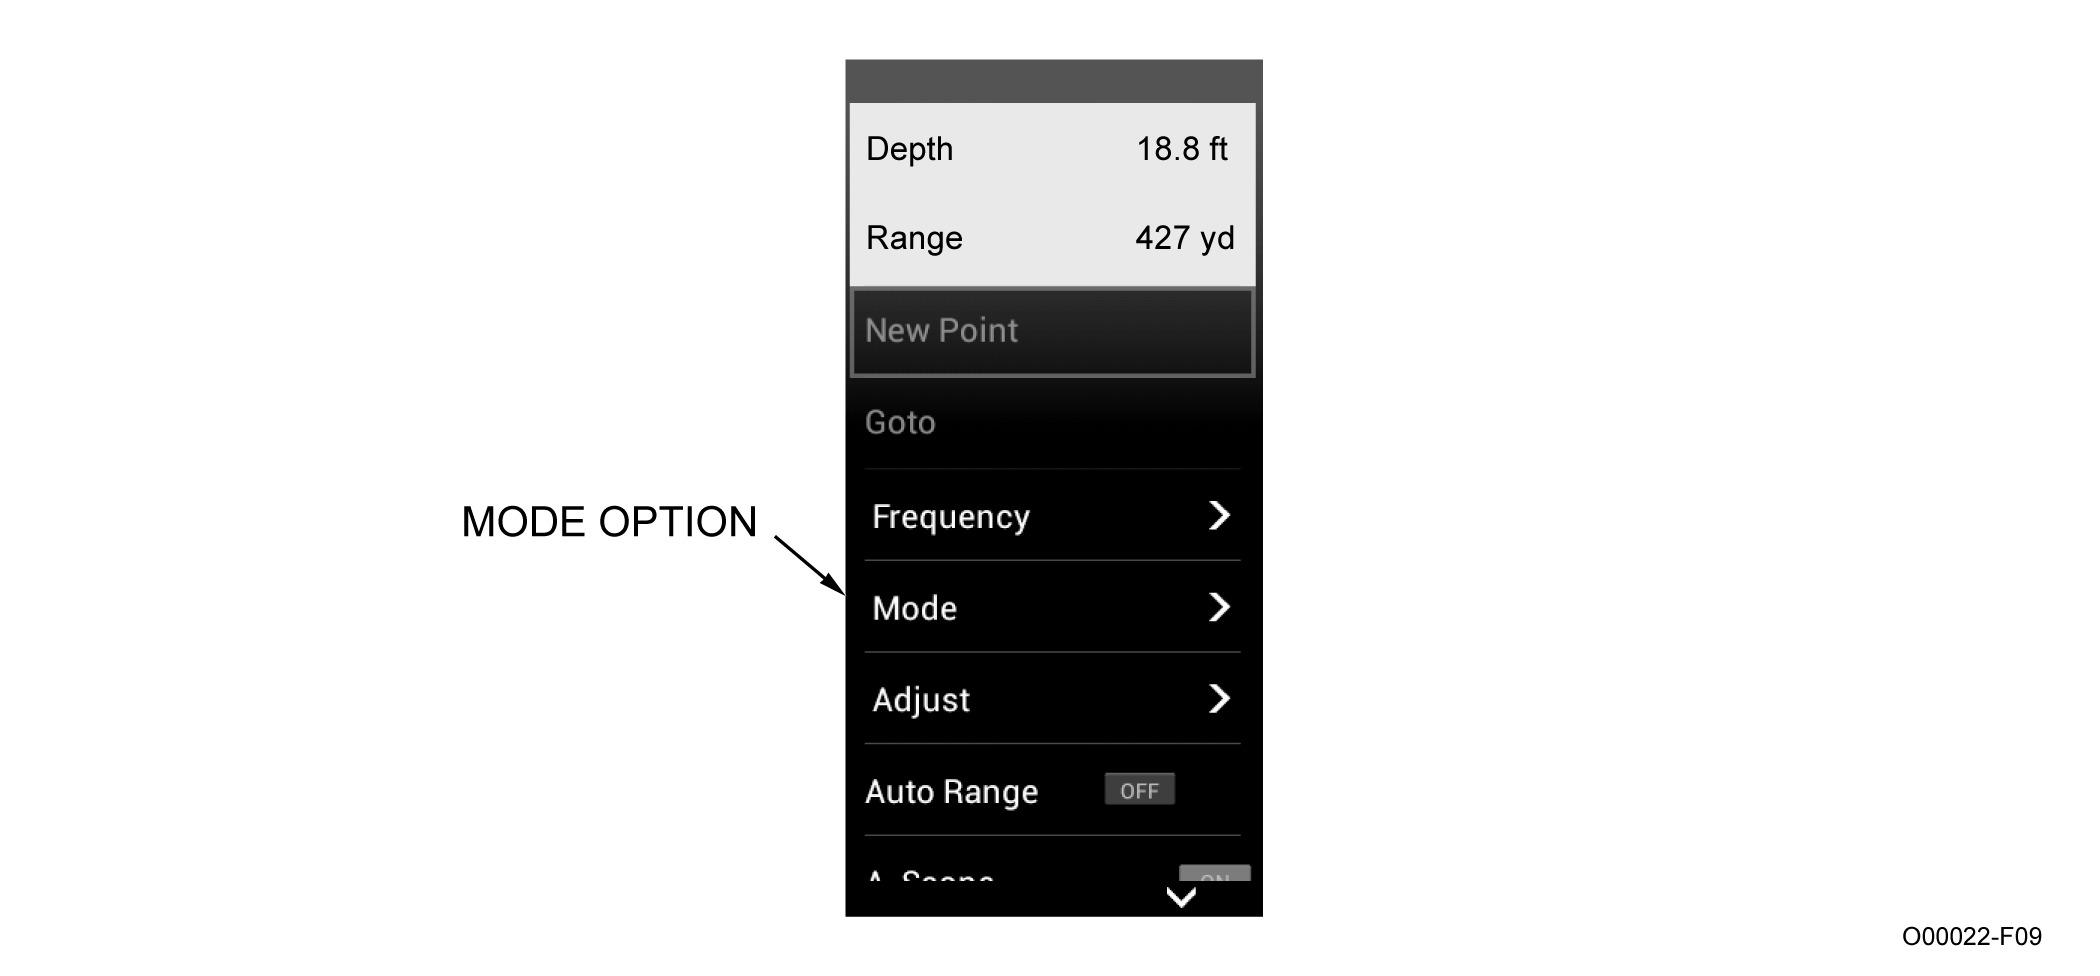 Depth 18.8 ft
Range 427 yd
New Point
Goto
Frequency
MODE OPTION
Mode
Adjust
Auto Range OFF
A-Scope ON
O00022-F09